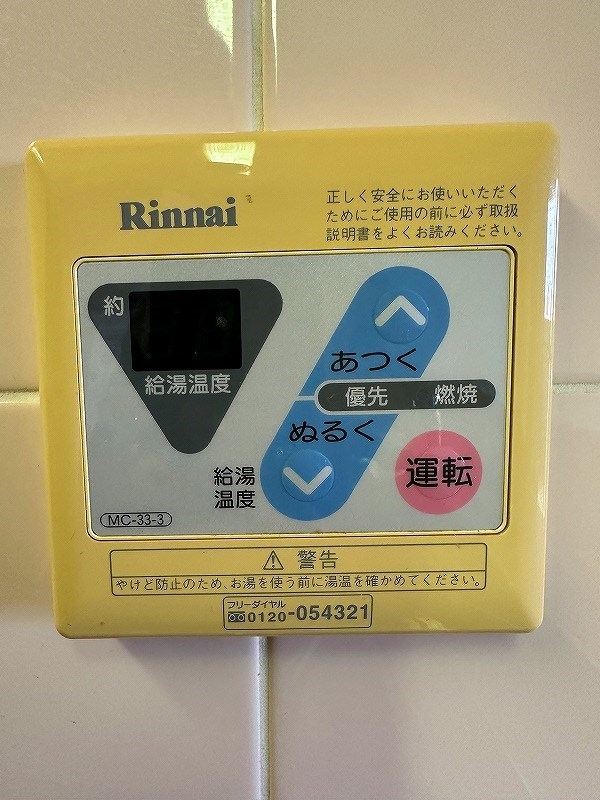 Rinnai
正しく安全にお使いいただく
ためにご使用の前に必ず取扱
説明書をよくお読みください。
約
給湯温度
あつく
優先 燃焼
ぬるく
給湯
温度
運転
MC-33-3
⚠ 警告
やけど防止のため、お湯を使う前に湯温を確かめてください。
フリーダイヤル
0120-054321